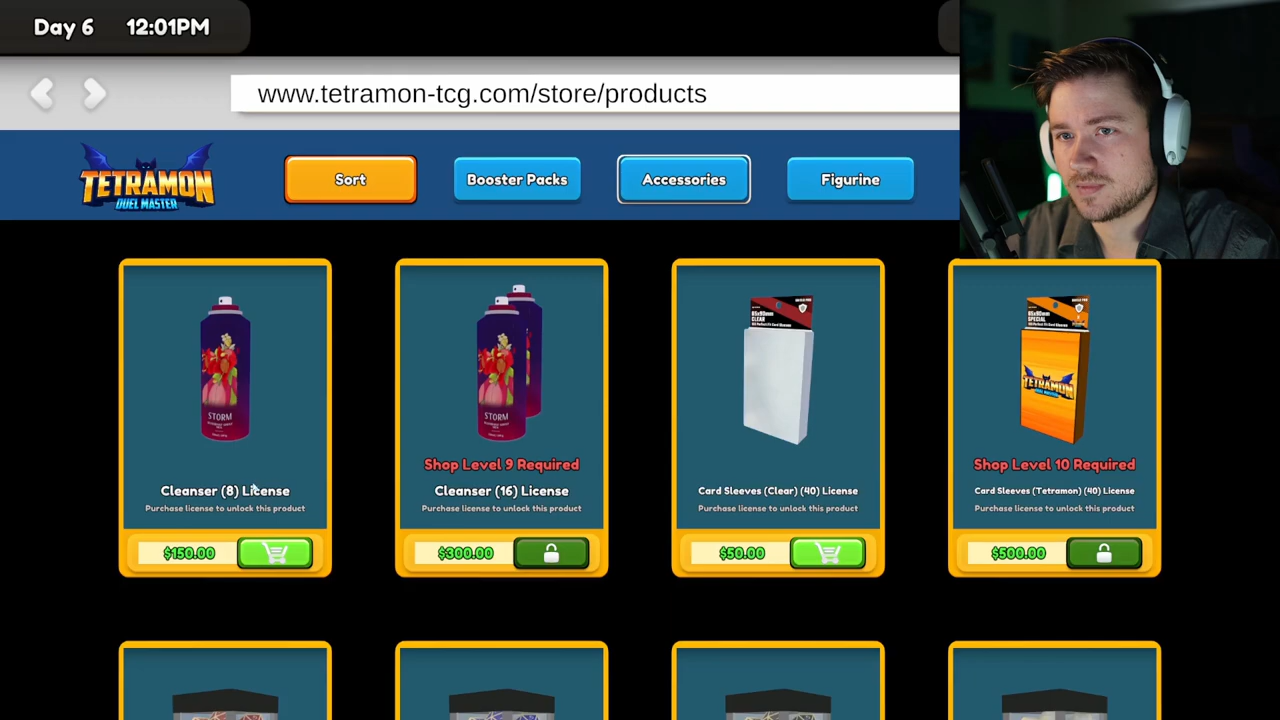 Day 6 12:01PM
www.tetramon-tcg.com/store/products
TETRAMON
DUEL MASTER
Sort
Booster Packs
Accessories
Figurine
STORM
Cleanser (8) License
Purchase license to unlock this product
$150.00
STORM
Shop Level 9 Required
Cleanser (16) License
Purchase license to unlock this product
$300.00
65x90mm
CLEAR
Card Sleeves (Clear) (40) License
Purchase license to unlock this product
$50.00
65x90mm
SPECIAL
TETRAMON
Shop Level 10 Required
Card Sleeves (Tetramon) (40) License
Purchase license to unlock this product
$500.00